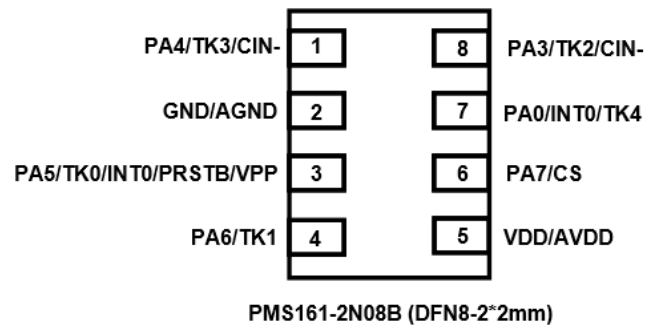 PA4/TK3/CIN- 1 8 PA3/TK2/CIN-
GND/AGND 2 7 PA0/INT0/TK4
PA5/TK0/INT0/PRSTB/VPP 3 6 PA7/CS
PA6/TK1 4 5 VDD/AVDD
PMS161-2N08B (DFN8-2*2mm)